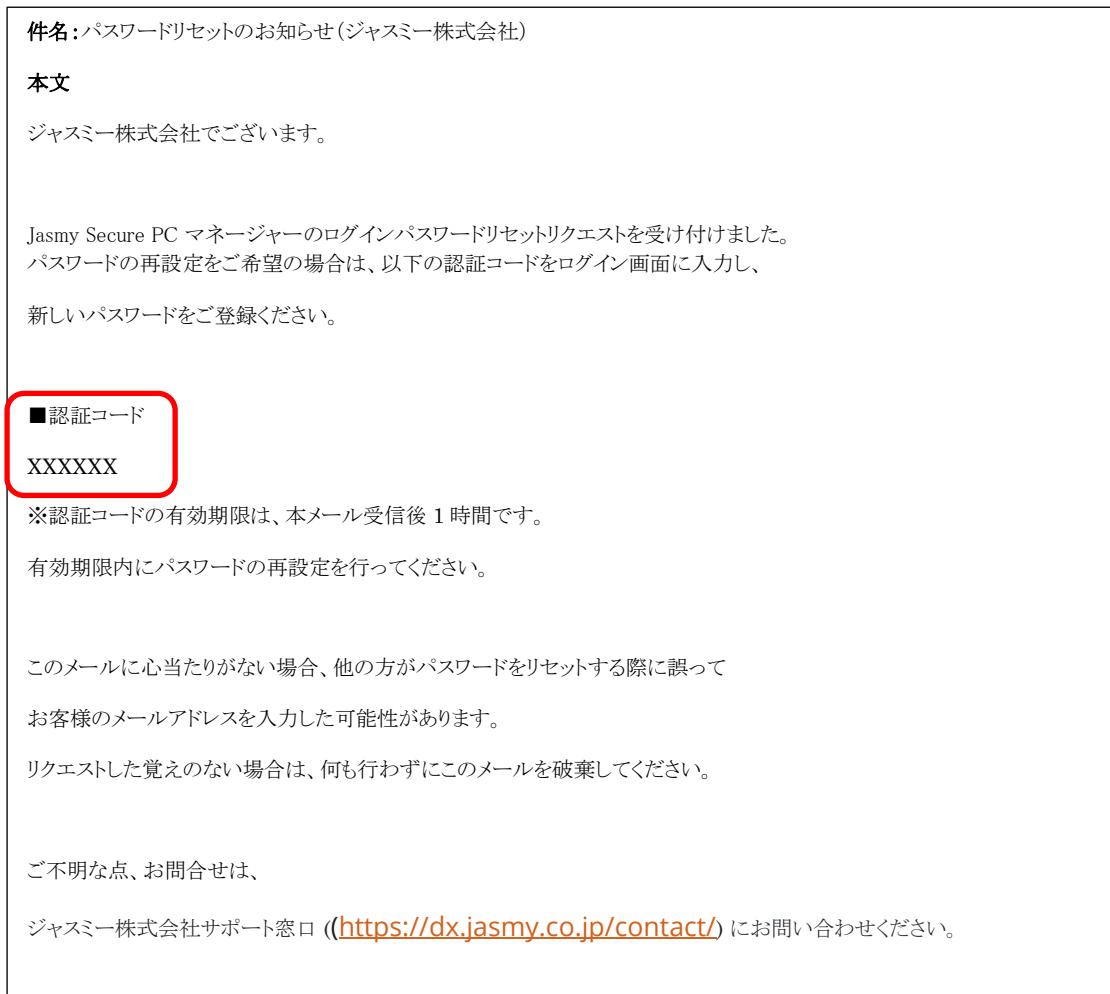 件名：パスワードリセットのお知らせ（ジャスミー株式会社）
本文
ジャスミー株式会社でございます。
Jasmy Secure PC マネージャーのログインパスワードリセットリクエストを受け付けました。
パスワードの再設定をご希望の場合は、以下の認証コードをログイン画面に入力し、
新しいパスワードをご登録ください。
■認証コード
XXXXXX
※認証コードの有効期限は、本メール受信後 1 時間です。
有効期限内にパスワードの再設定を行ってください。
このメールに心当たりがない場合、他の方がパスワードをリセットする際に誤って
お客様のメールアドレスを入力した可能性があります。
リクエストした覚えのない場合は、何も行わずにこのメールを破棄してください。
ご不明な点、お問合せは、
ジャスミー株式会社サポート窓口 ((https://dx.jasmy.co.jp/contact/) にお問い合わせください。